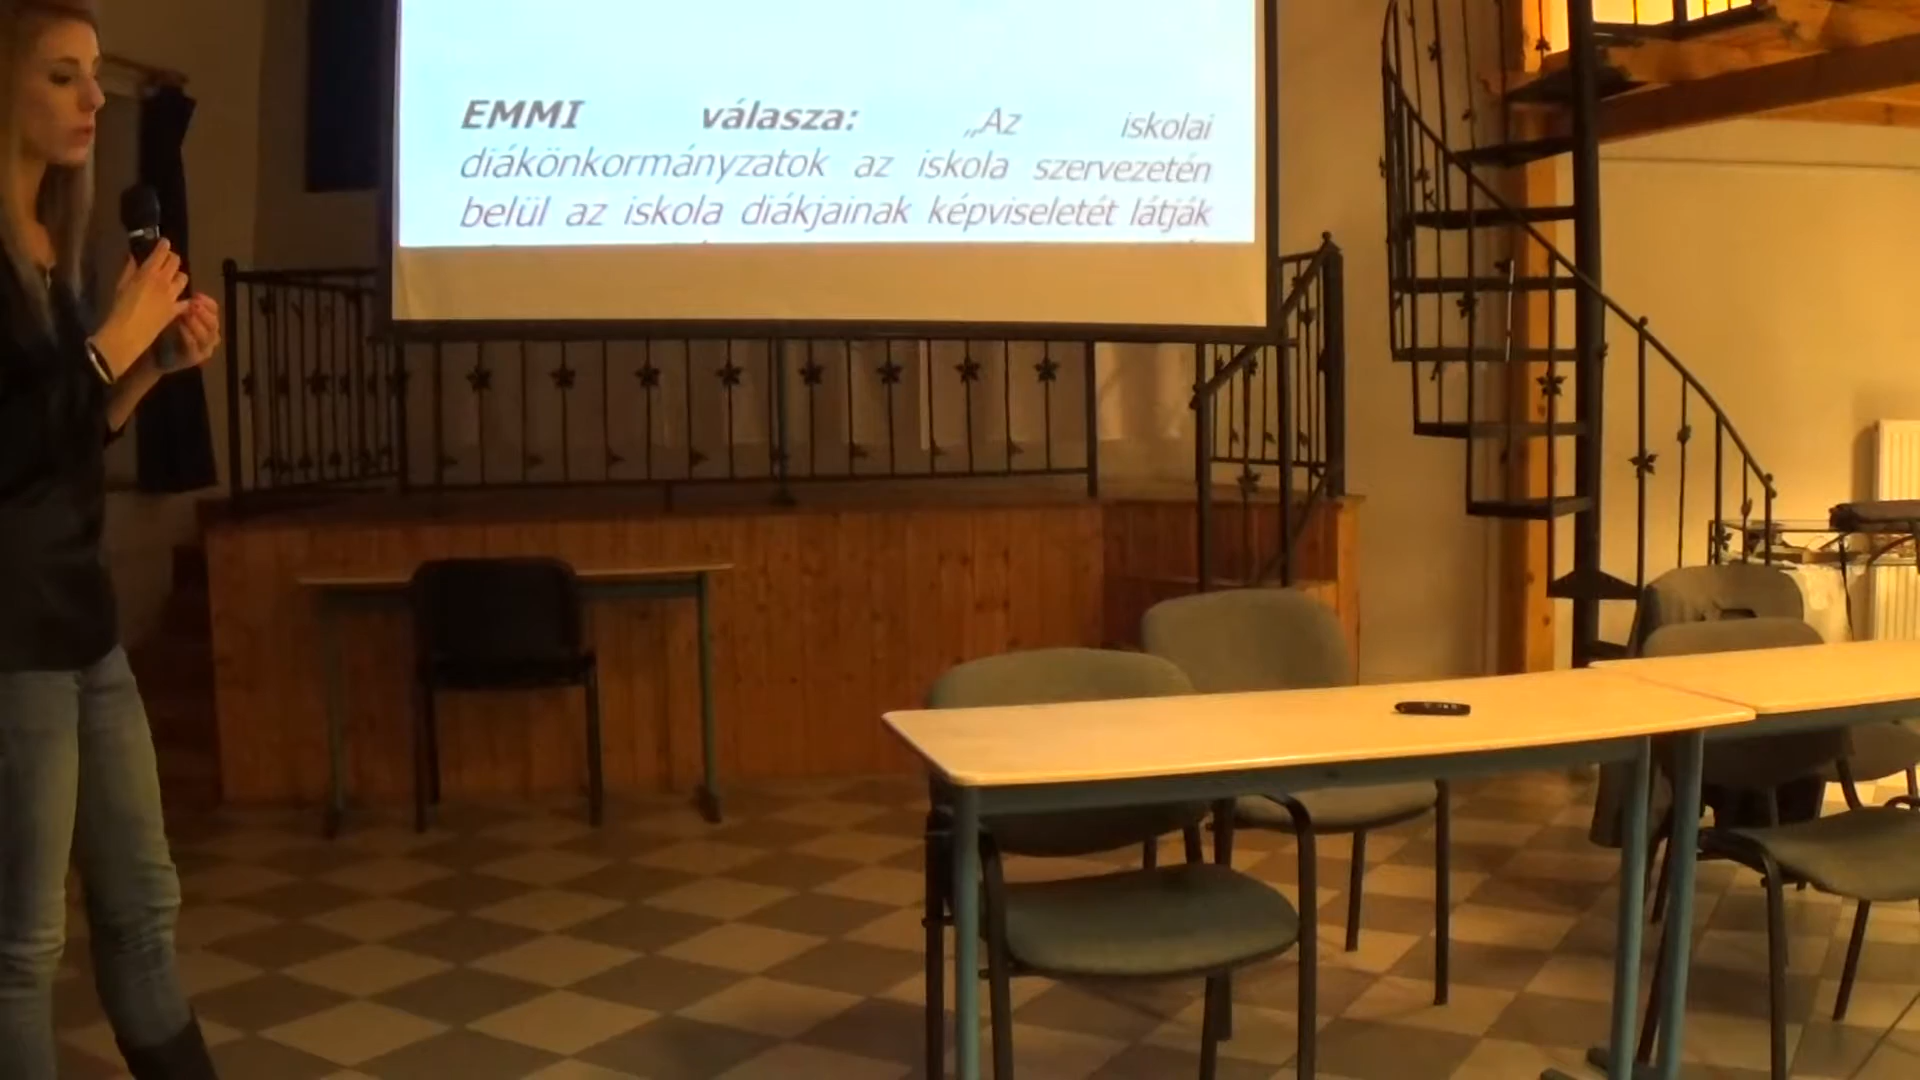 EMMI válasza: „Az iskolai
diákönkormányzatok az iskola szervezetén
belül az iskola diákjainak képviseletét látják